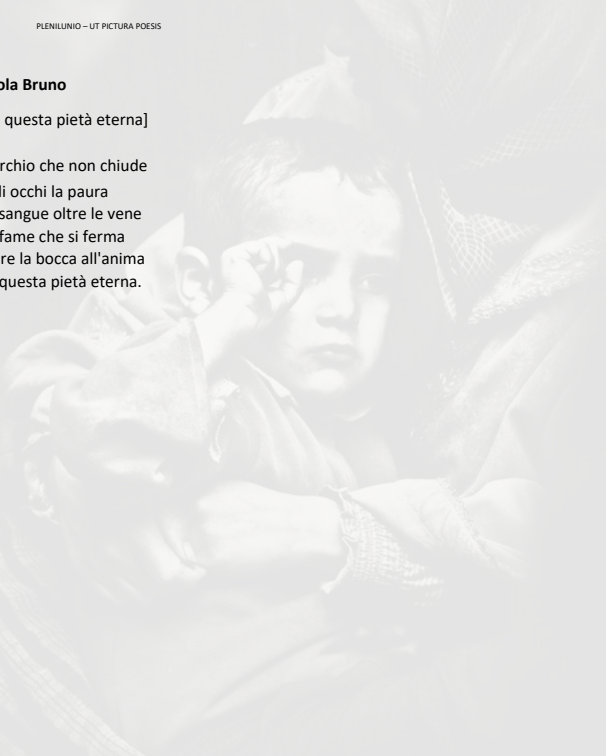 PLENILUNIO – UT PICTURA POESIS
ola Bruno
questa pietà eterna]
rchio che non chiude
li occhi la paura
sangue oltre le vene
fame che si ferma
re la bocca all'anima
questa pietà eterna.